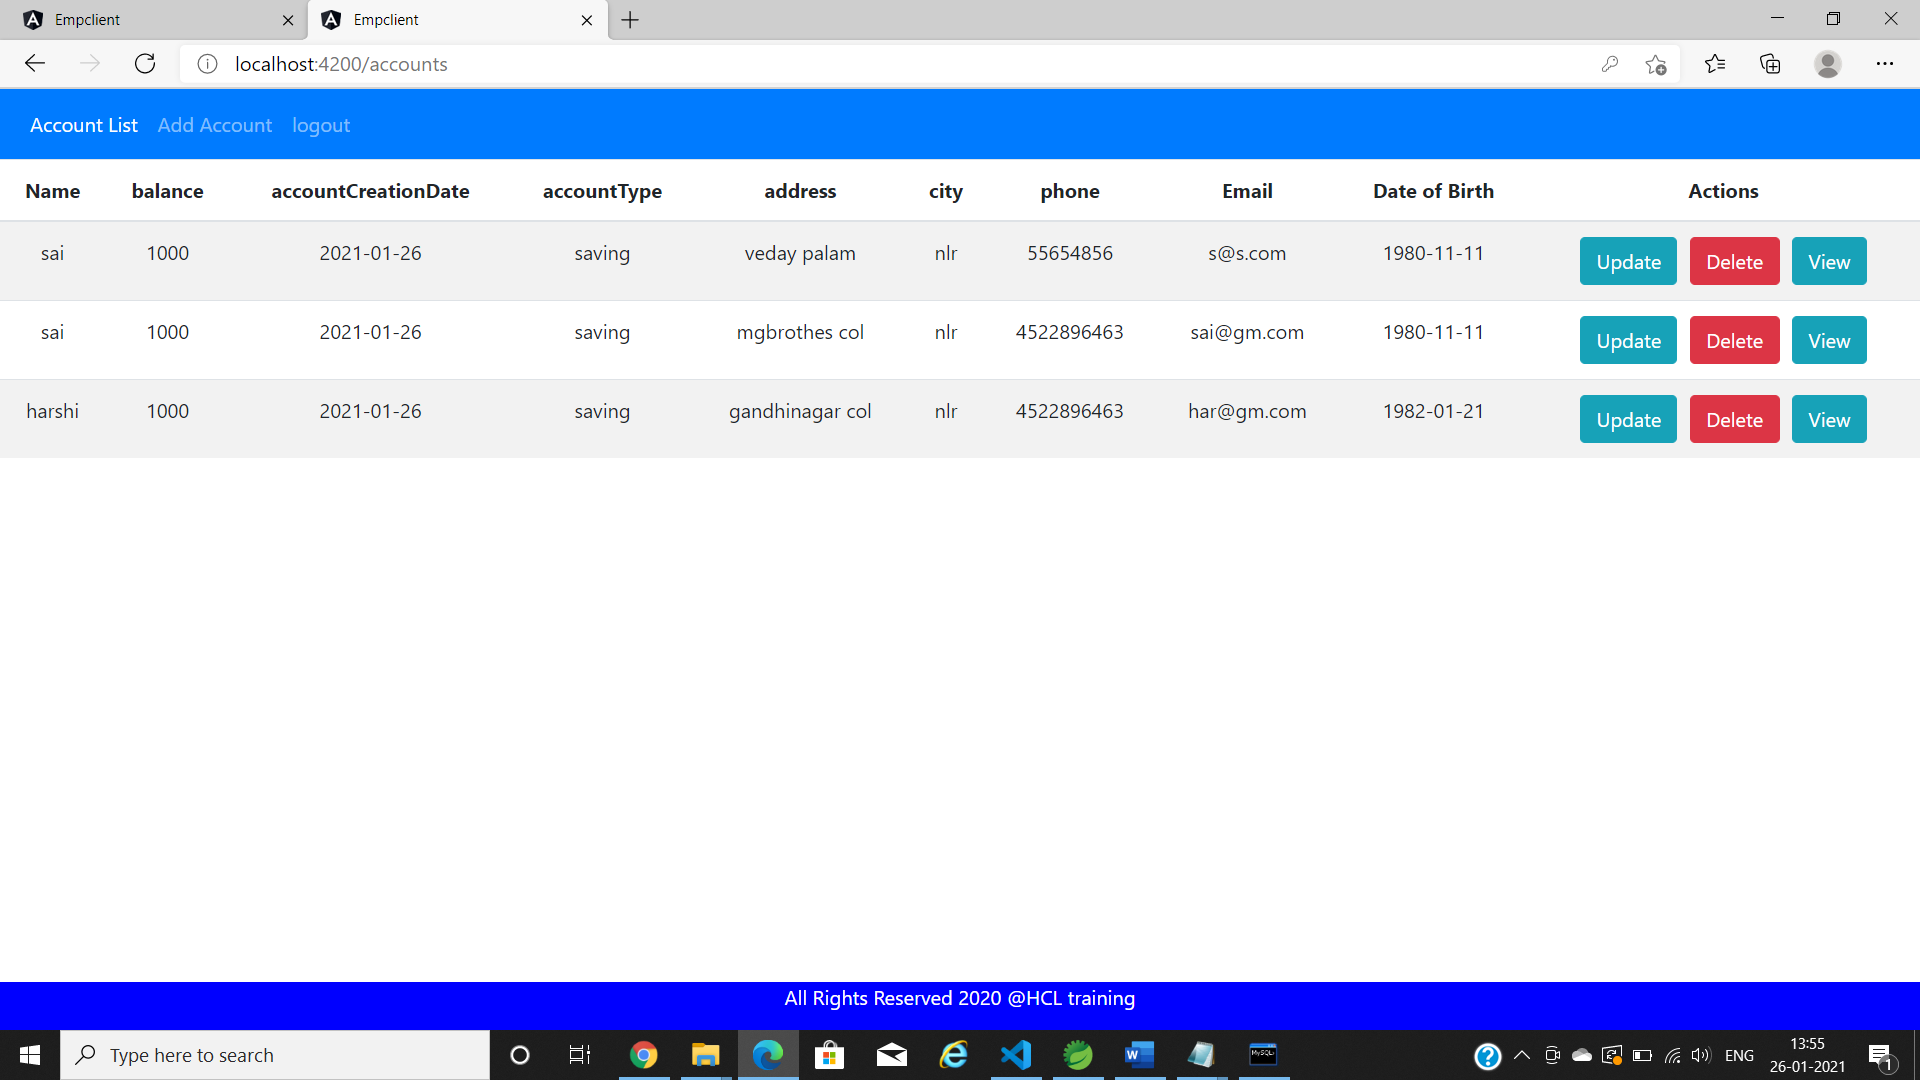 Empclient
Empclient
localhost:4200/accounts
Account List Add Account logout
Name balance accountCreationDate accountType address city phone Email Date of Birth Actions
sai 1000 2021-01-26 saving veday palam nlr 55654856 s@s.com 1980-11-11 Update Delete View
sai 1000 2021-01-26 saving mgbrothes col nlr 4522896463 sai@gm.com 1980-11-11 Update Delete View
harshi 1000 2021-01-26 saving gandhinagar col nlr 4522896463 har@gm.com 1982-01-21 Update Delete View
All Rights Reserved 2020 @HCL training
Type here to search
ENG
13:55
26-01-2021
1